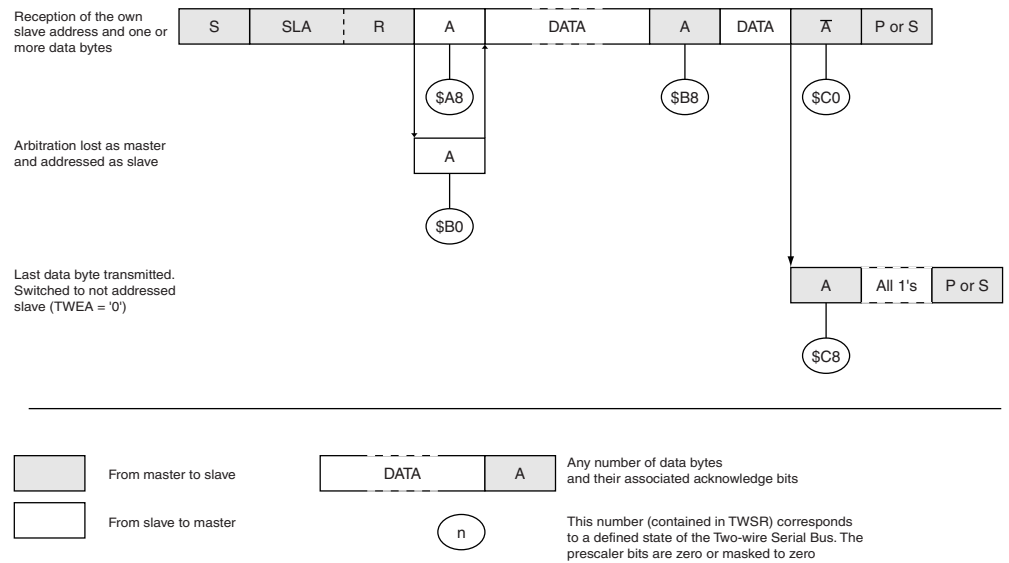 Reception of the own
slave address and one or
more data bytes
S SLA R A DATA A DATA A̅ P or S
$A8 $B8 $C0
Arbitration lost as master
and addressed as slave
A
$B0
Last data byte transmitted.
Switched to not addressed
slave (TWEA = '0')
A All 1's P or S
$C8
From master to slave
DATA A
Any number of data bytes
and their associated acknowledge bits
From slave to master
n
This number (contained in TWSR) corresponds
to a defined state of the Two-wire Serial Bus. The
prescaler bits are zero or masked to zero